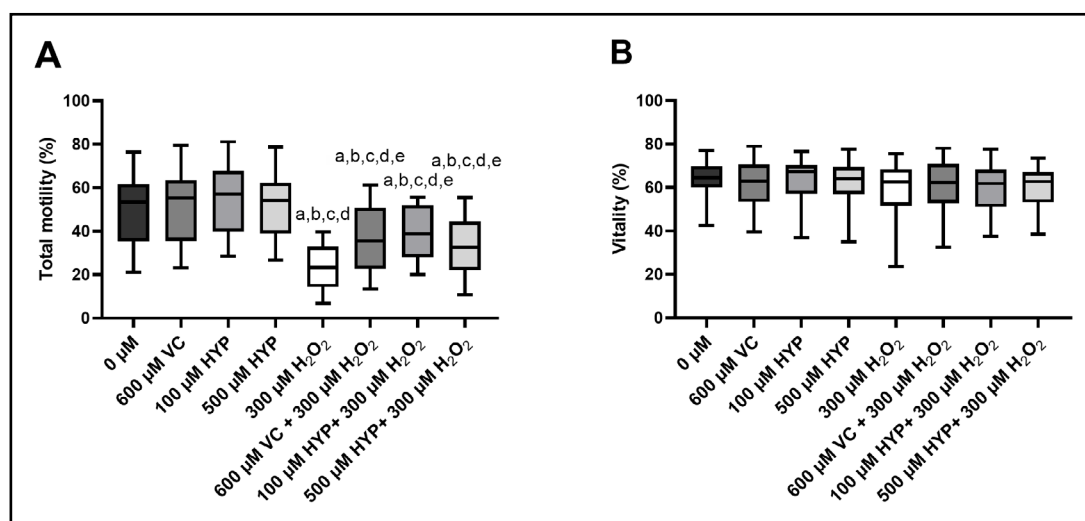 A
Total motility (%)
100
80
60
40
20
0
a,b,c,d
a,b,c,d,e
a,b,c,d,e
a,b,c,d,e
0 µM
600 µM VC
100 µM HYP
500 µM HYP
300 µM H₂O₂
600 µM VC + 300 µM H₂O₂
100 µM HYP+ 300 µM H₂O₂
500 µM HYP+ 300 µM H₂O₂
B
Vitality (%)
100
80
60
40
20
0
0 µM
600 µM VC
100 µM HYP
500 µM HYP
300 µM H₂O₂
600 µM VC + 300 µM H₂O₂
100 µM HYP+ 300 µM H₂O₂
500 µM HYP+ 300 µM H₂O₂